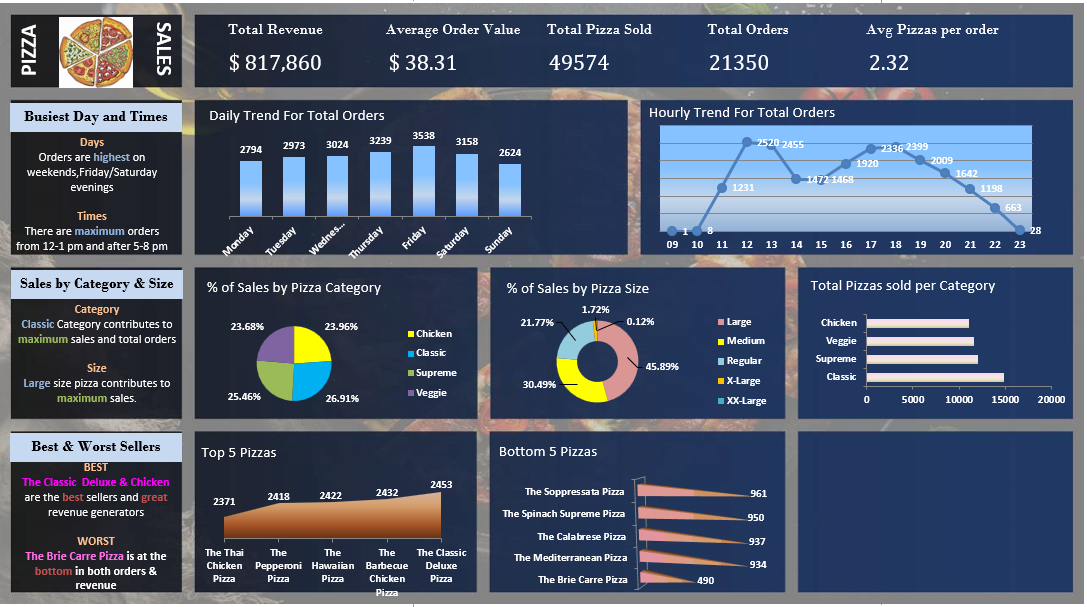 PIZZA
SALES
Total Revenue
$ 817,860
Average Order Value
$ 38.31
Total Pizza Sold
49574
Total Orders
21350
Avg Pizzas per order
2.32
Busiest Day and Times
Days
Orders are highest on
weekends,Friday/Saturday
evenings
Times
There are maximum orders
from 12-1 pm and after 5-8 pm
Daily Trend For Total Orders
2794
2973
3024
3239
3538
3158
2624
Monday
Tuesday
Wednes...
Thursday
Friday
Saturday
Sunday
Hourly Trend For Total Orders
1
8
1231
2520
2455
1472
1468
1920
2336
2399
2009
1642
1198
663
28
09 10 11 12 13 14 15 16 17 18 19 20 21 22 23
Sales by Category & Size
Category
Classic Category contributes to
maximum sales and total orders
Size
Large size pizza contributes to
maximum sales.
% of Sales by Pizza Category
23.68%
23.96%
25.46%
26.91%
Chicken
Classic
Supreme
Veggie
% of Sales by Pizza Size
1.72%
0.12%
21.77%
45.89%
30.49%
Large
Medium
Regular
X-Large
XX-Large
Total Pizzas sold per Category
Chicken
Veggie
Supreme
Classic
0 5000 10000 15000 20000
Best & Worst Sellers
BEST
The Classic Deluxe & Chicken
are the best sellers and great
revenue generators
WORST
The Brie Carre Pizza is at the
bottom in both orders &
revenue
Top 5 Pizzas
2371
2418
2422
2432
2453
The Thai
Chicken
Pizza
The
Pepperoni
Pizza
The
Hawaiian
Pizza
The
Barbecue
Chicken
Pizza
The Classic
Deluxe
Pizza
Bottom 5 Pizzas
The Soppressata Pizza 961
The Spinach Supreme Pizza 950
The Calabrese Pizza 937
The Mediterranean Pizza 934
The Brie Carre Pizza 490